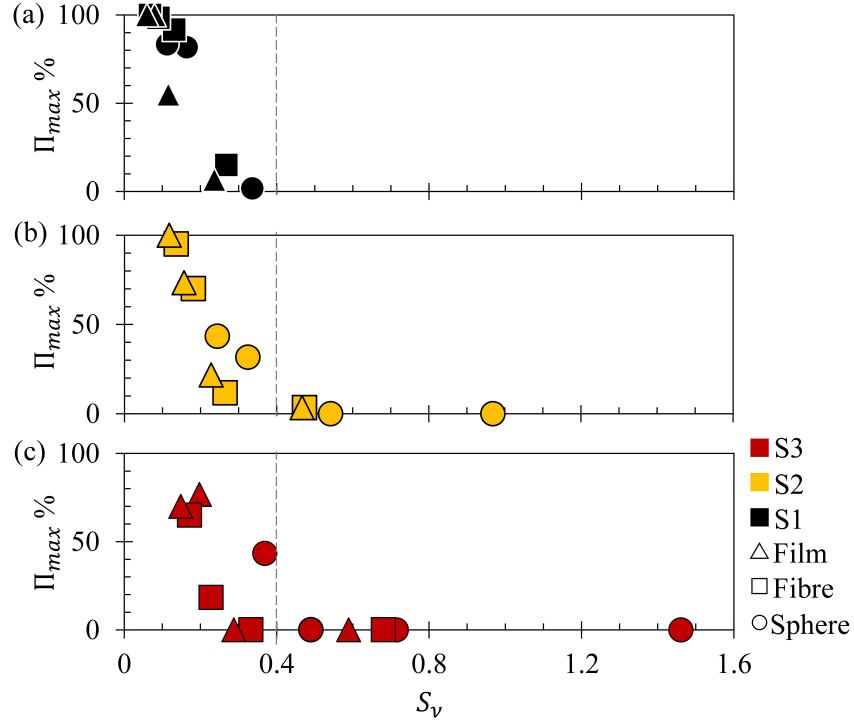 (a)
100
50
0
Π_max %
(b)
100
50
0
Π_max %
(c)
100
50
0
Π_max %
0 0.4 0.8 1.2 1.6
S_ν
S3
S2
S1
Film
Fibre
Sphere